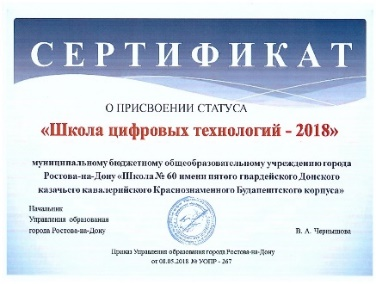 СЕРТИФИКАТ
О ПРИСВОЕНИИ СТАТУСА
«Школа цифровых технологий - 2018»
муниципальному бюджетному общеобразовательному учреждению города
Ростова-на-Дону «Школа № 60 имени пятого гвардейского Донского
казачьего кавалерийского Краснознаменного Будапештского корпуса»
Начальник
Управления образования
города Ростова-на-Дону
В. А. Чернышова
Приказ Управления образования города Ростова-на-Дону
от 08.05.2018 № УОПР - 267